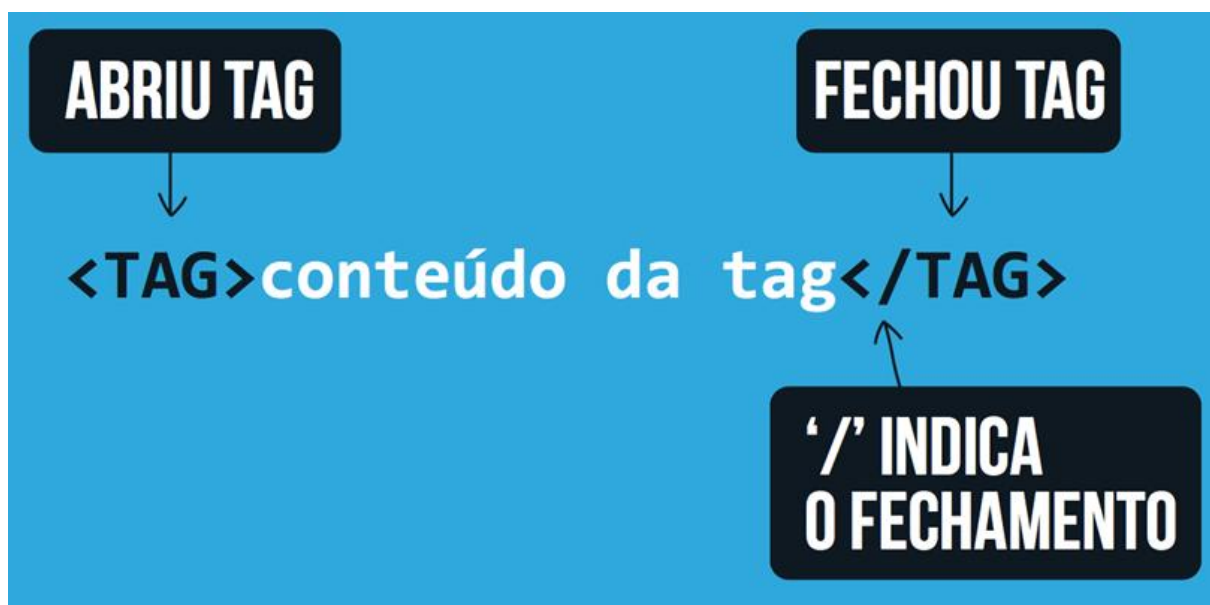 ABRIU TAG
FECHOU TAG
<TAG>conteúdo da tag</TAG>
‘/’ INDICA
O FECHAMENTO